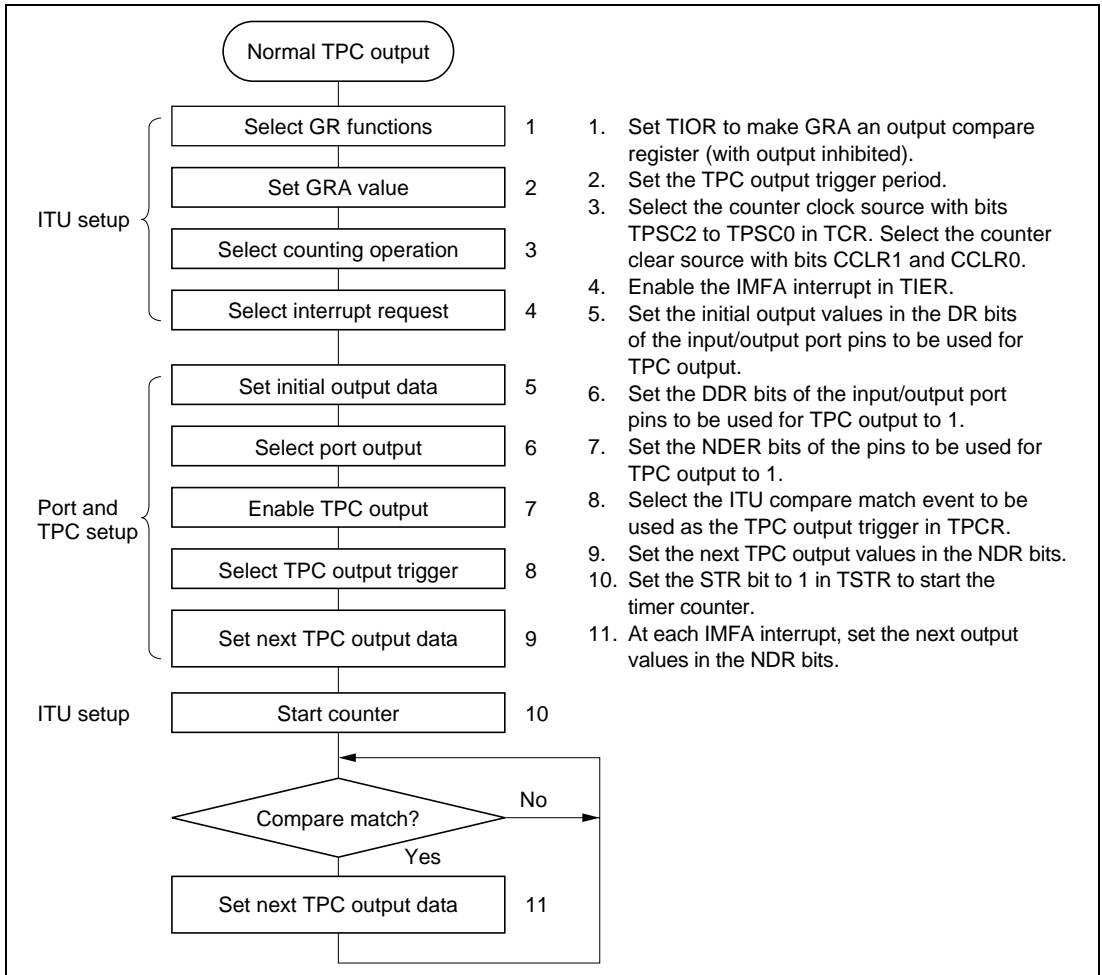 Normal TPC output
Select GR functions 1
Set GRA value 2
ITU setup
Select counting operation 3
Select interrupt request 4
Set initial output data 5
Select port output 6
Port and
TPC setup
Enable TPC output 7
Select TPC output trigger 8
Set next TPC output data 9
ITU setup
Start counter 10
Compare match?
No
Yes
Set next TPC output data 11
1. Set TIOR to make GRA an output compare
register (with output inhibited).
2. Set the TPC output trigger period.
3. Select the counter clock source with bits
TPSC2 to TPSC0 in TCR. Select the counter
clear source with bits CCLR1 and CCLR0.
4. Enable the IMFA interrupt in TIER.
5. Set the initial output values in the DR bits
of the input/output port pins to be used for
TPC output.
6. Set the DDR bits of the input/output port
pins to be used for TPC output to 1.
7. Set the NDER bits of the pins to be used for
TPC output to 1.
8. Select the ITU compare match event to be
used as the TPC output trigger in TPCR.
9. Set the next TPC output values in the NDR bits.
10. Set the STR bit to 1 in TSTR to start the
timer counter.
11. At each IMFA interrupt, set the next output
values in the NDR bits.